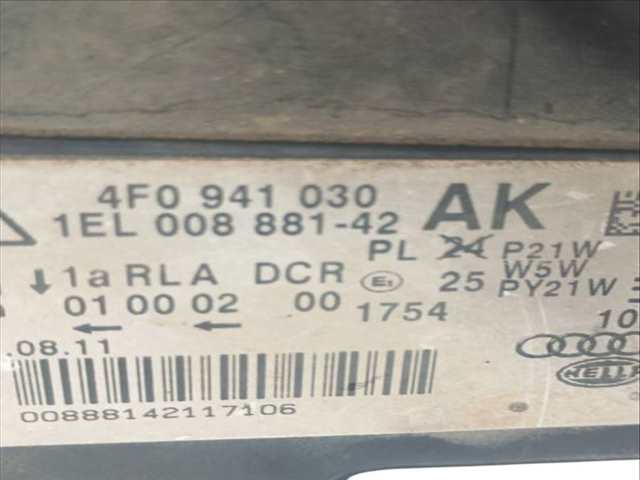 4F0 941 030 AK
1EL 008 881-42
PL 24 P21W
W5W
1a RLA DCR E1 25 PY21W
01 00 02 00 1754
10
.08.11
HELLA
00888142117106